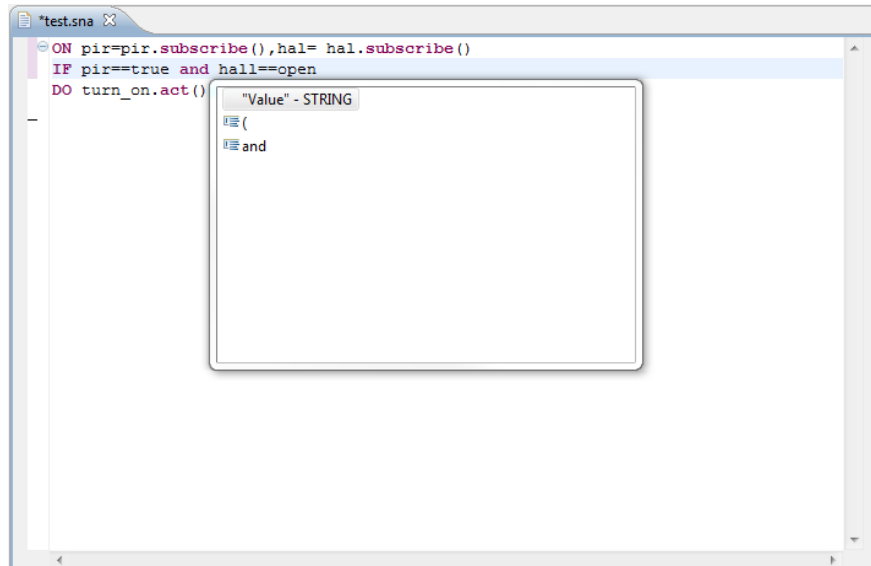 *test.sna
ON pir=pir.subscribe(),hal= hal.subscribe()
IF pir==true and hall==open
DO turn_on.act()
"Value" - STRING
(
and